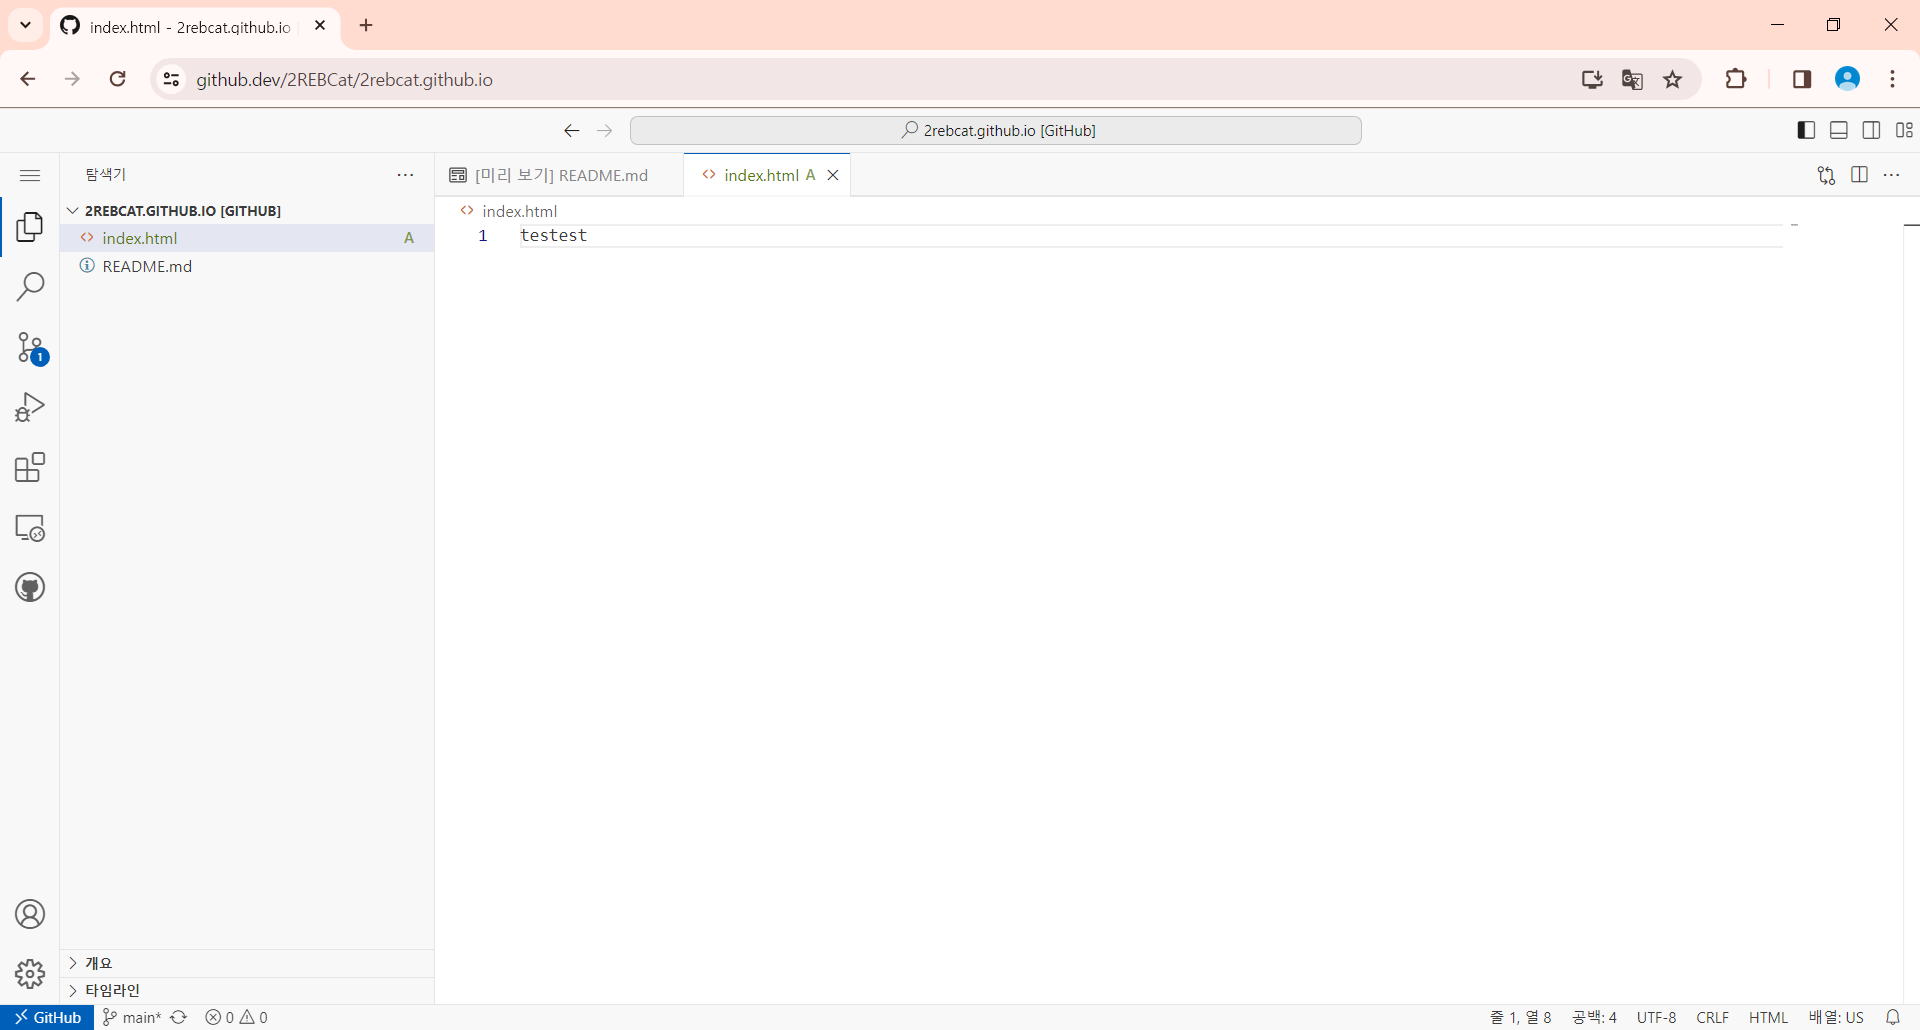 index.html - 2rebcat.github.io
github.dev/2REBCat/2rebcat.github.io
2rebcat.github.io [GitHub]
탐색기
2REBCAT.GITHUB.IO [GITHUB]
index.html A
README.md
개요
타임라인
[미리 보기] README.md
index.html A
index.html
1 testest
1
GitHub main* 0 0
줄 1, 열 8 공백: 4 UTF-8 CRLF HTML 배열: US